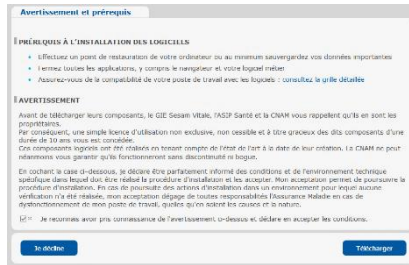 Avertissement et prérequis
PRÉREQUIS À L'INSTALLATION DES LOGICIELS
Effectuez un point de restauration de votre ordinateur ou au minimum sauvegardez vos données importantes
Fermez toutes les applications, y compris le navigateur et votre logiciel métier
Assurez-vous de la compatibilité de votre poste de travail avec les logiciels : consultez la grille détaillée
AVERTISSEMENT
Avant de télécharger leurs composants, le GIE Sesam Vitale, l'ASIP Santé et la CNAM vous rappellent qu'ils en sont les
propriétaires.
Par conséquent, une simple licence d'utilisation non exclusive, non cessible et à titre gracieux des dits composants d'une
durée de 10 ans vous est concédée.
Ces composants logiciels ont été réalisés en tenant compte de l'état de l'art à la date de leur création. La CNAM ne peut
néanmoins vous garantir qu'ils fonctionneront sans discontinuité ni bogue.
En cochant la case ci-dessous, je déclare être parfaitement informé des conditions et de l'environnement technique
spécifique dans lequel doit être réalisé la procédure d'installation et les accepter. Mon acceptation permet de poursuivre la
procédure d'installation. En cas de poursuite des actions d'installation dans un environnement pour lequel aucune
vérification n'a été réalisée, mon acceptation dégage de toutes responsabilités l'Assurance Maladie en cas de
dysfonctionnement de mon poste de travail, quelles qu'en soient les causes et la nature.
Je reconnais avoir pris connaissance de l'avertissement ci-dessus et déclare en accepter les conditions.
Je décline
Télécharger